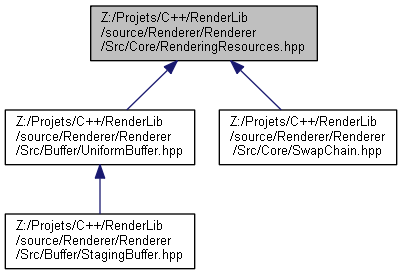 Z:/Projets/C++/RenderLib
/source/Renderer/Renderer
/Src/Core/RenderingResources.hpp
Z:/Projets/C++/RenderLib
/source/Renderer/Renderer
/Src/Buffer/UniformBuffer.hpp
Z:/Projets/C++/RenderLib
/source/Renderer/Renderer
/Src/Core/SwapChain.hpp
Z:/Projets/C++/RenderLib
/source/Renderer/Renderer
/Src/Buffer/StagingBuffer.hpp